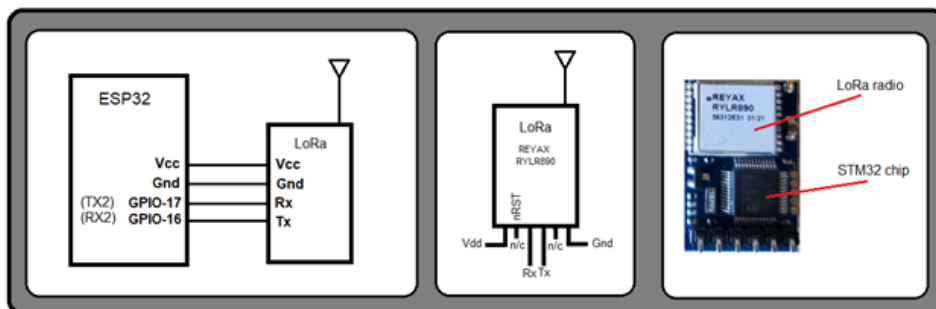 ESP32
Vcc
Gnd
(TX2) GPIO-17
(RX2) GPIO-16
LoRa
Vcc
Gnd
Rx
Tx
LoRa
REYAX
RYLR890
nRST
Vdd n/c n/c Gnd
Rx Tx
REYAX
RYLR890
LoRa radio
STM32 chip